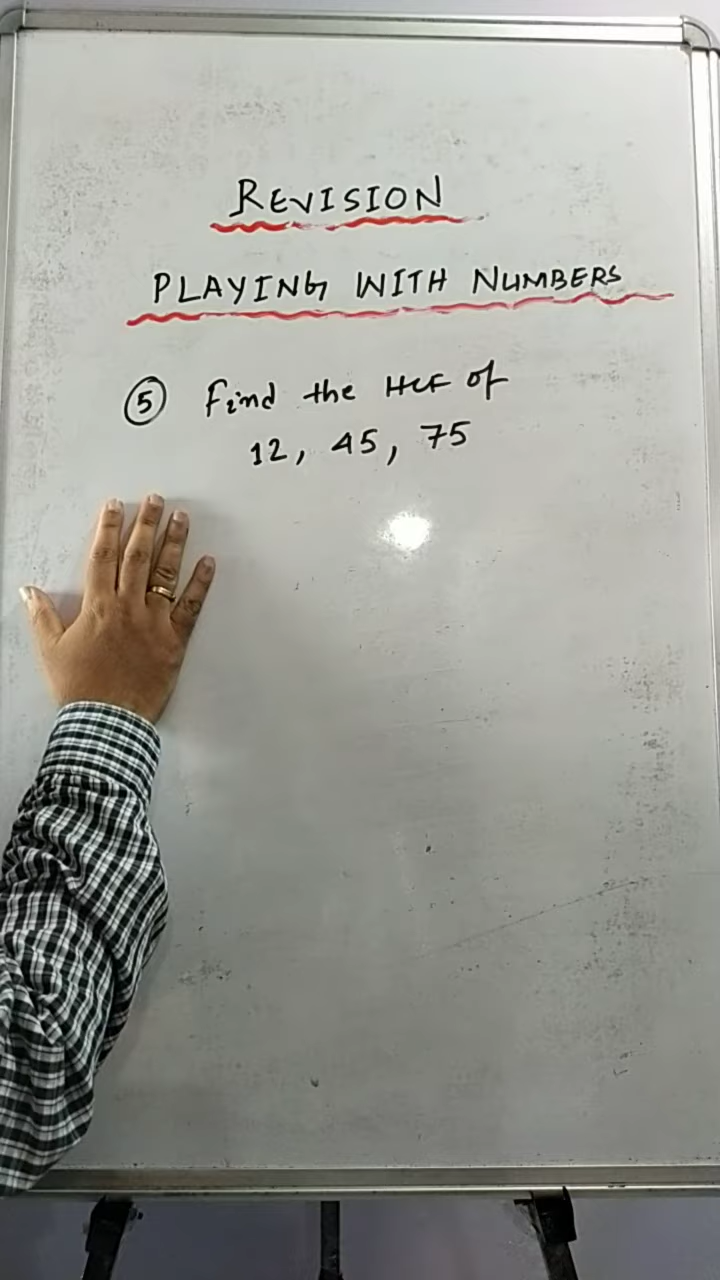 REVISION
PLAYING WITH NUMBERS
5 Find the HCF of
12, 45, 75